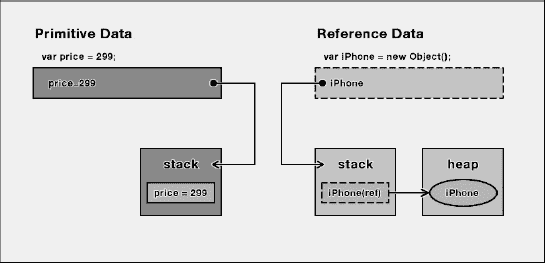 Primitive Data
var price = 299;
price=299
stack
price = 299
Reference Data
var iPhone = new Object();
iPhone
stack
iPhone(ref)
heap
iPhone